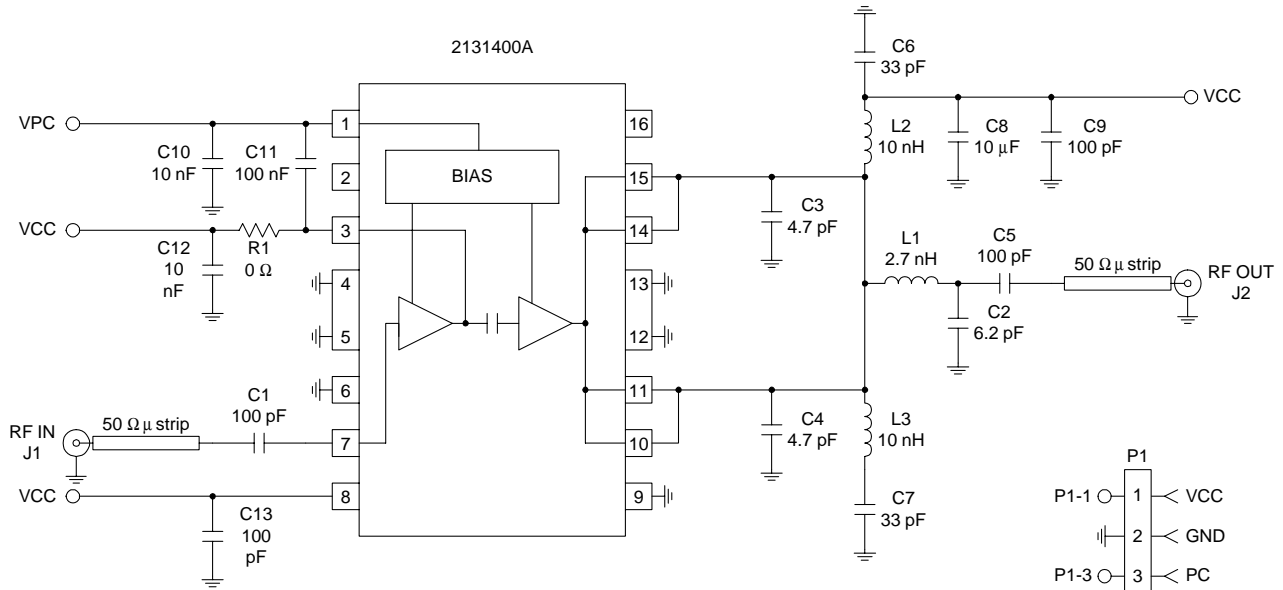 2131400A
C6
33 pF
VCC
VPC
C10
10 nF
C11
100 nF
1
2
BIAS
16
15
14
L2
10 nH
C8
10 µF
C9
100 pF
C3
4.7 pF
VCC
C12
10
nF
R1
0 Ω
3
4
5
6
13
12
11
10
L1
2.7 nH
C5
100 pF
50 Ω µ strip
RF OUT
J2
C2
6.2 pF
RF IN
J1
50 Ω µ strip
C1
100 pF
7
C4
4.7 pF
L3
10 nH
VCC
C13
100
pF
8
9
C7
33 pF
P1
P1-1
1
VCC
2
GND
P1-3
3
PC